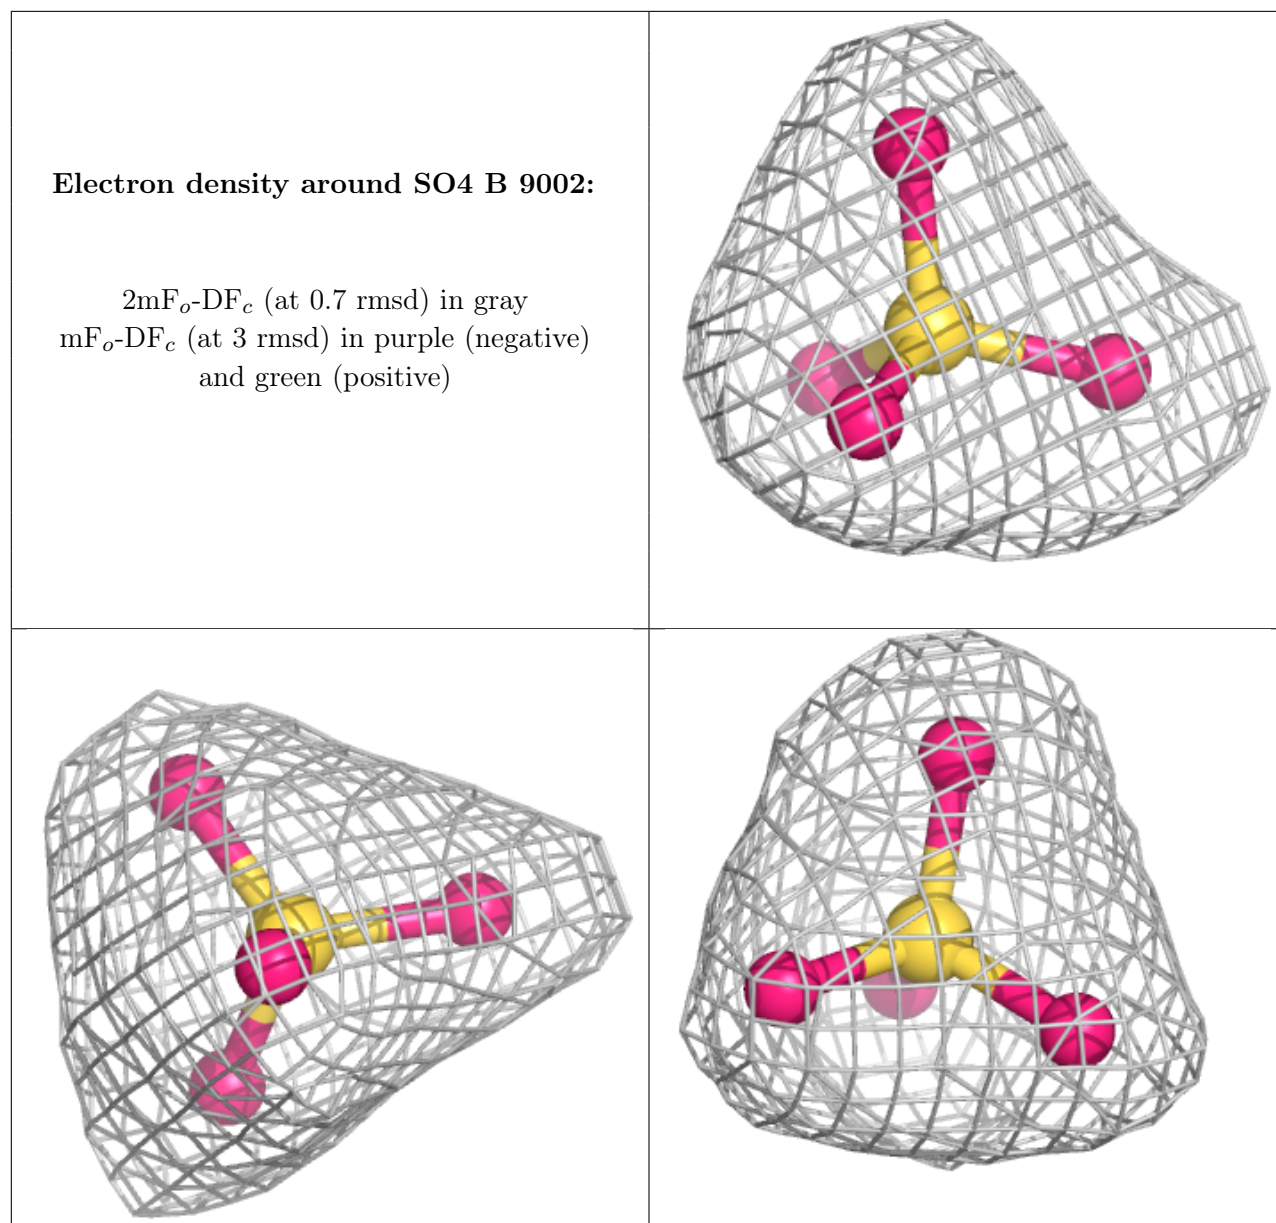 Electron density around SO4 B 9002:
2mFo-DFc (at 0.7 rmsd) in gray
mFo-DFc (at 3 rmsd) in purple (negative)
and green (positive)